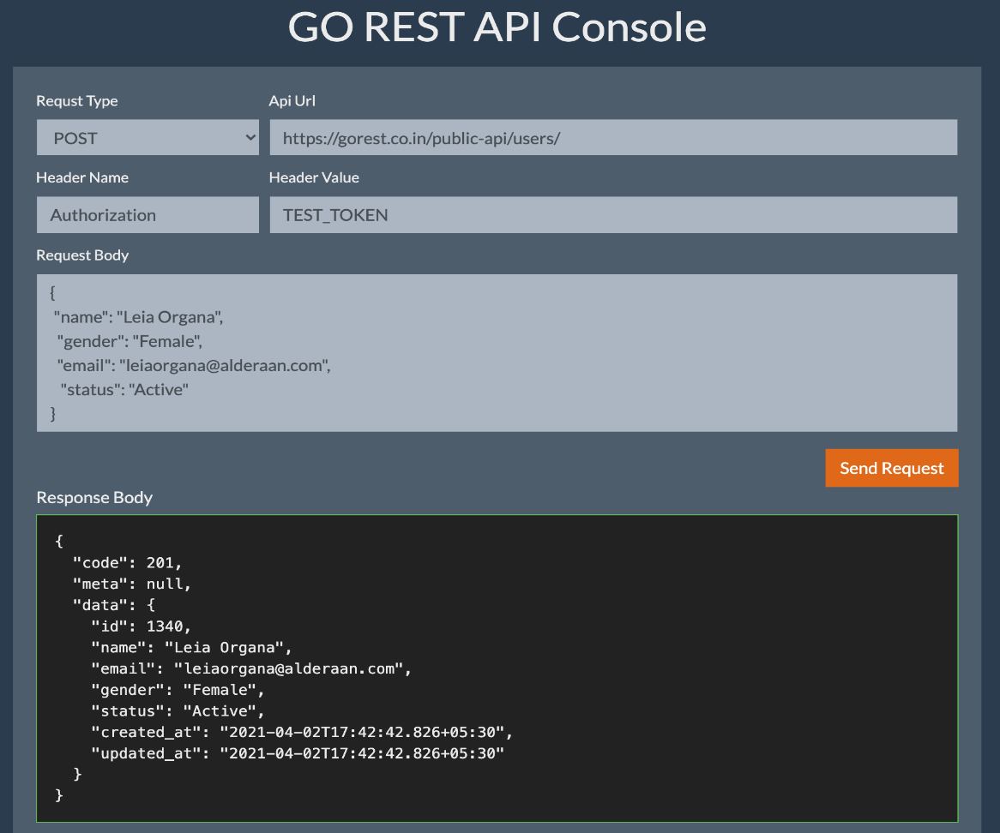 GO REST API Console
Requst Type
Api Url
POST
https://gorest.co.in/public-api/users/
Header Name
Header Value
Authorization
TEST_TOKEN
Request Body
{
"name": "Leia Organa",
"gender": "Female",
"email": "leiaorgana@alderaan.com",
"status": "Active"
}
Send Request
Response Body
{
"code": 201,
"meta": null,
"data": {
"id": 1340,
"name": "Leia Organa",
"email": "leiaorgana@alderaan.com",
"gender": "Female",
"status": "Active",
"created_at": "2021-04-02T17:42:42.826+05:30",
"updated_at": "2021-04-02T17:42:42.826+05:30"
}
}